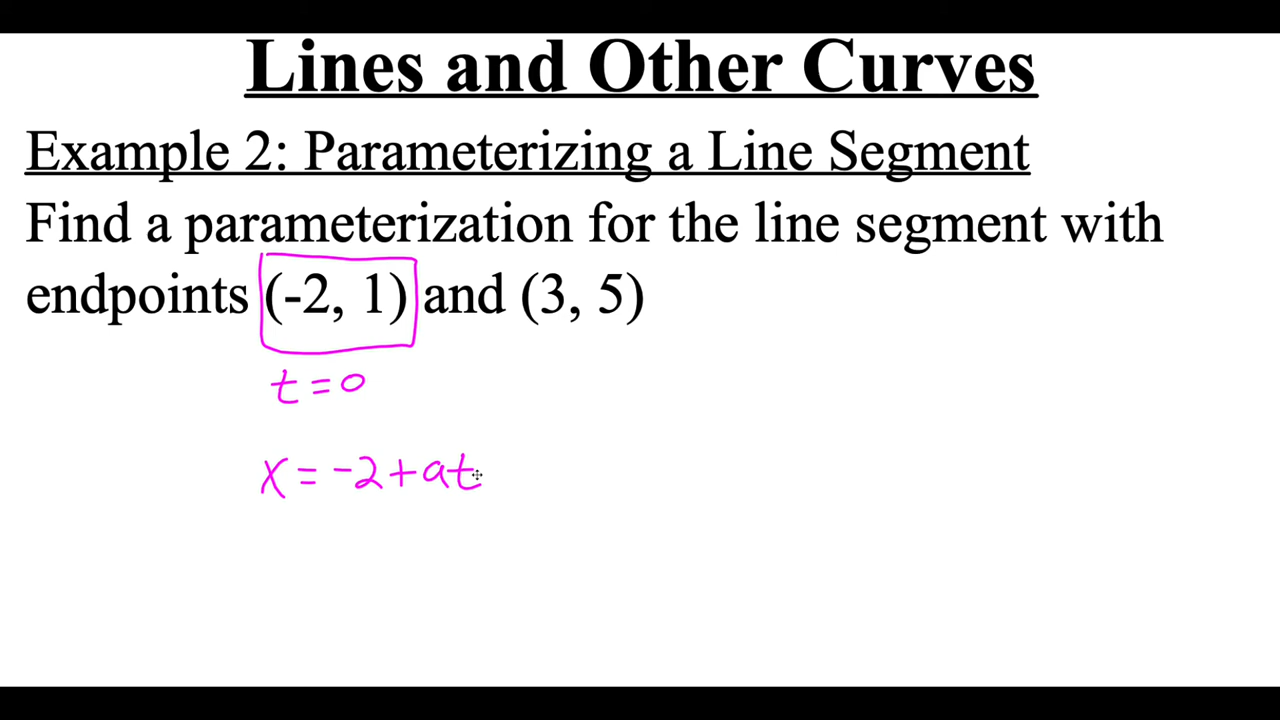 Lines and Other Curves
Example 2: Parameterizing a Line Segment
Find a parameterization for the line segment with
endpoints (-2, 1) and (3, 5)
t = 0
x = -2 + at